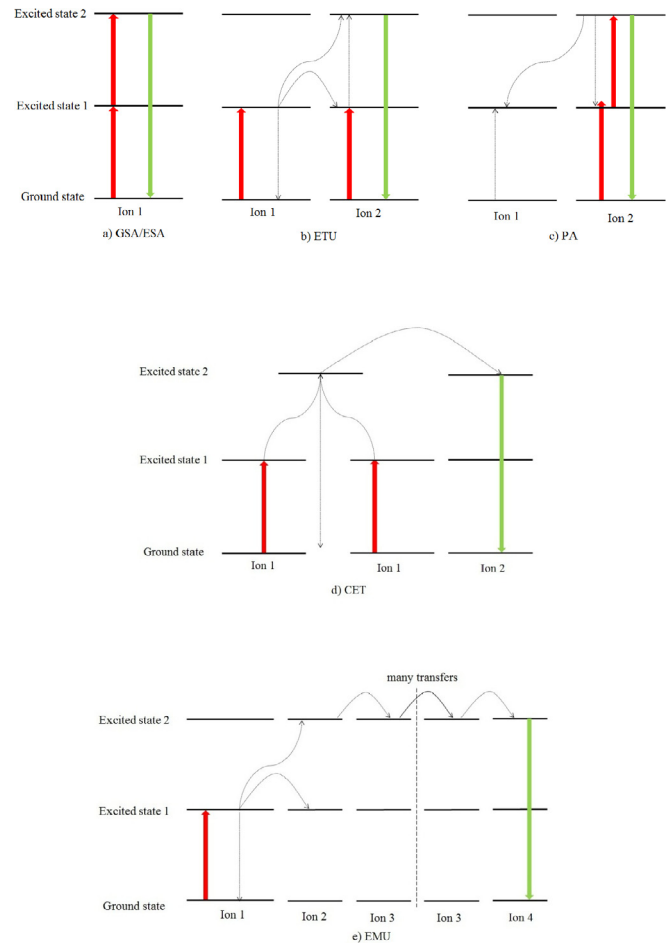 Excited state 2
Excited state 1
Ground state
Ion 1
a) GSA/ESA
Ion 1
Ion 2
b) ETU
Ion 1
Ion 2
c) PA
Excited state 2
Excited state 1
Ground state
Ion 1
Ion 1
Ion 2
d) CET
many transfers
Excited state 2
Excited state 1
Ground state
Ion 1
Ion 2
Ion 3
Ion 3
Ion 4
e) EMU